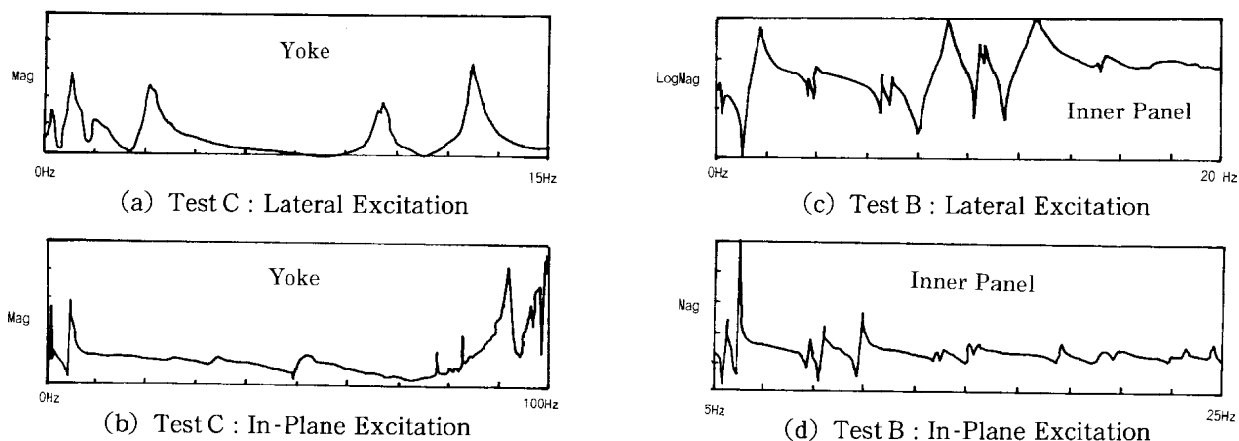 Yoke
Mag
0Hz
15Hz
(a) Test C : Lateral Excitation
Yoke
Mag
0Hz
100Hz
(b) Test C : In-Plane Excitation
LogMag
Inner Panel
0Hz
20 Hz
(c) Test B : Lateral Excitation
Inner Panel
Mag
5Hz
25Hz
(d) Test B : In-Plane Excitation